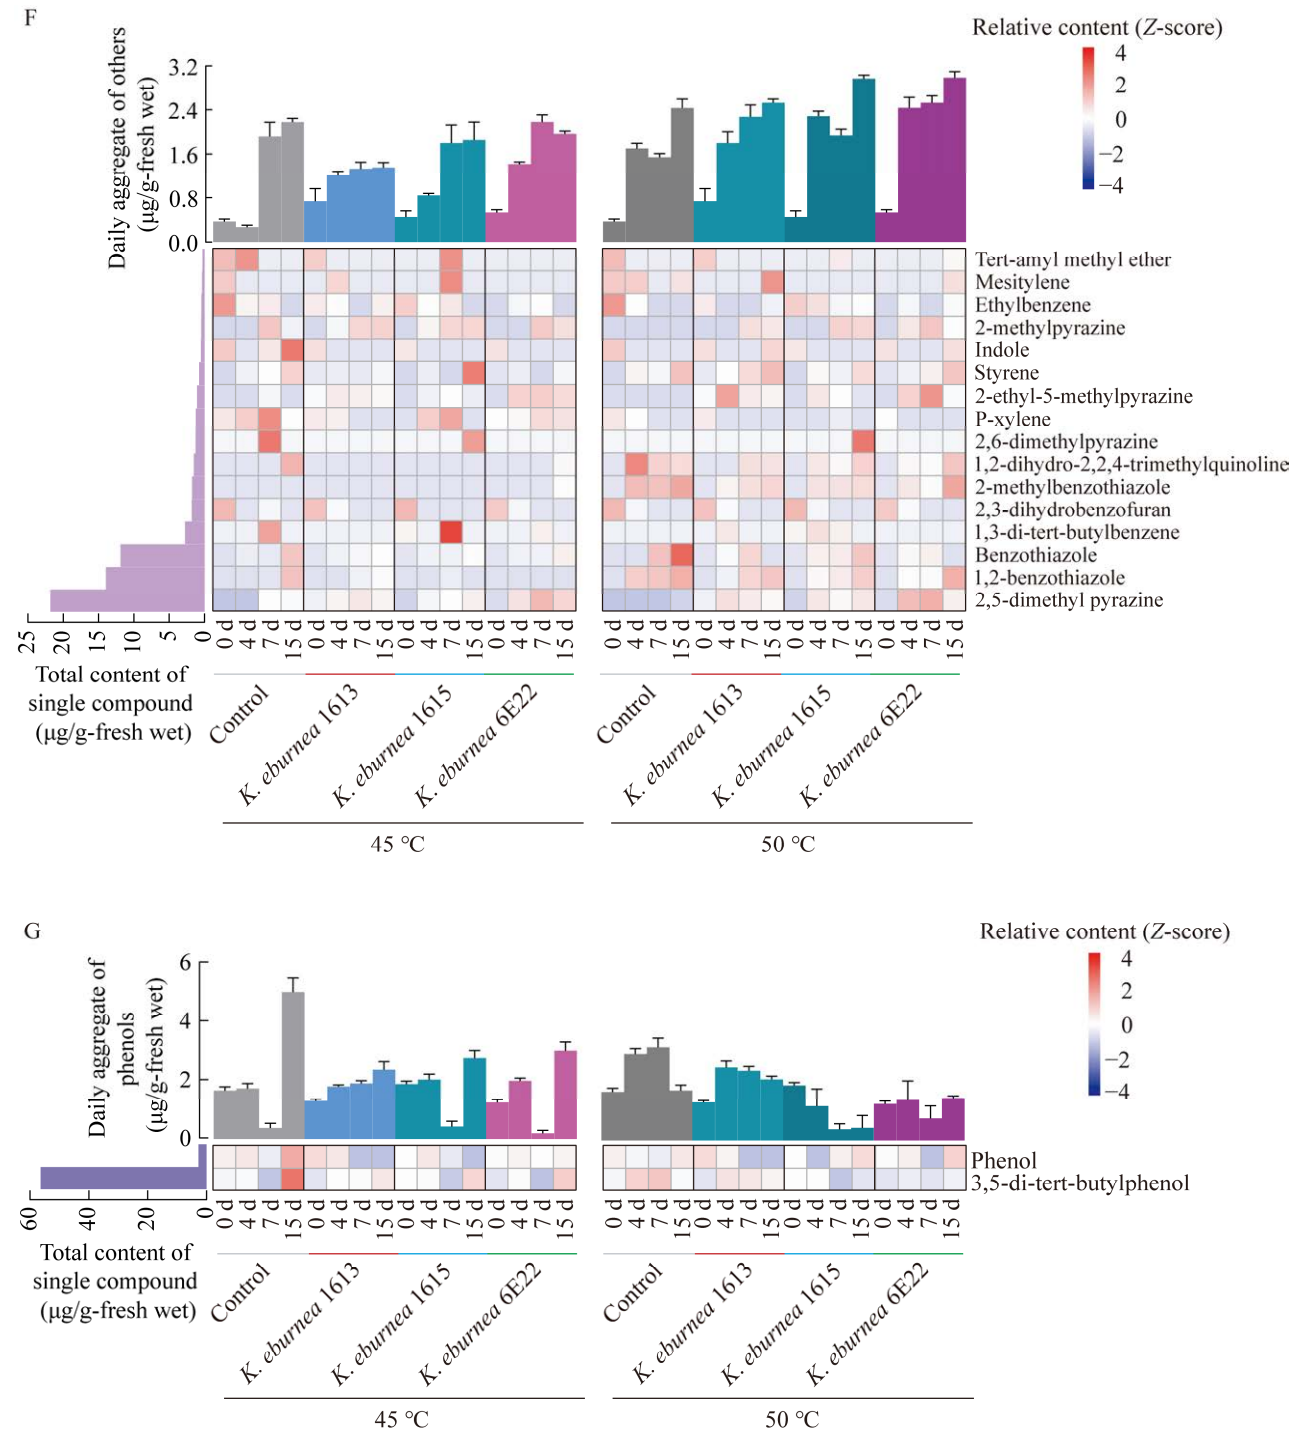 F
Relative content (Z-score)
4
2
0
−2
−4
Daily aggregate of others
(μg/g-fresh wet)
3.2
2.4
1.6
0.8
0.0
Tert-amyl methyl ether
Mesitylene
Ethylbenzene
2-methylpyrazine
Indole
Styrene
2-ethyl-5-methylpyrazine
P-xylene
2,6-dimethylpyrazine
1,2-dihydro-2,2,4-trimethylquinoline
2-methylbenzothiazole
2,3-dihydrobenzofuran
1,3-di-tert-butylbenzene
Benzothiazole
1,2-benzothiazole
2,5-dimethyl pyrazine
25 20 15 10 5 0
Total content of
single compound
(μg/g-fresh wet)
0 d 4 d 7 d 15 d 0 d 4 d 7 d 15 d 0 d 4 d 7 d 15 d 0 d 4 d 7 d 15 d
0 d 4 d 7 d 15 d 0 d 4 d 7 d 15 d 0 d 4 d 7 d 15 d 0 d 4 d 7 d 15 d
Control
K. eburnea 1613
K. eburnea 1615
K. eburnea 6E22
Control
K. eburnea 1613
K. eburnea 1615
K. eburnea 6E22
45 °C
50 °C
G
Relative content (Z-score)
4
2
0
−2
−4
Daily aggregate of
phenols
(μg/g-fresh wet)
6
4
2
0
Phenol
3,5-di-tert-butylphenol
60 40 20 0
Total content of
single compound
(μg/g-fresh wet)
0 d 4 d 7 d 15 d 0 d 4 d 7 d 15 d 0 d 4 d 7 d 15 d 0 d 4 d 7 d 15 d
0 d 4 d 7 d 15 d 0 d 4 d 7 d 15 d 0 d 4 d 7 d 15 d 0 d 4 d 7 d 15 d
Control
K. eburnea 1613
K. eburnea 1615
K. eburnea 6E22
Control
K. eburnea 1613
K. eburnea 1615
K. eburnea 6E22
45 °C
50 °C